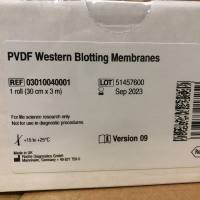 PVDF Western Blotting Membranes
REF 03010040001
1 roll (30 cm x 3 m)
LOT 51457600
Sep 2023
For life science research only.
Not for use in diagnostic procedures.
+15 to +25°C
Version 09
Made in UK
Roche Diagnostics GmbH
Mannheim, Germany